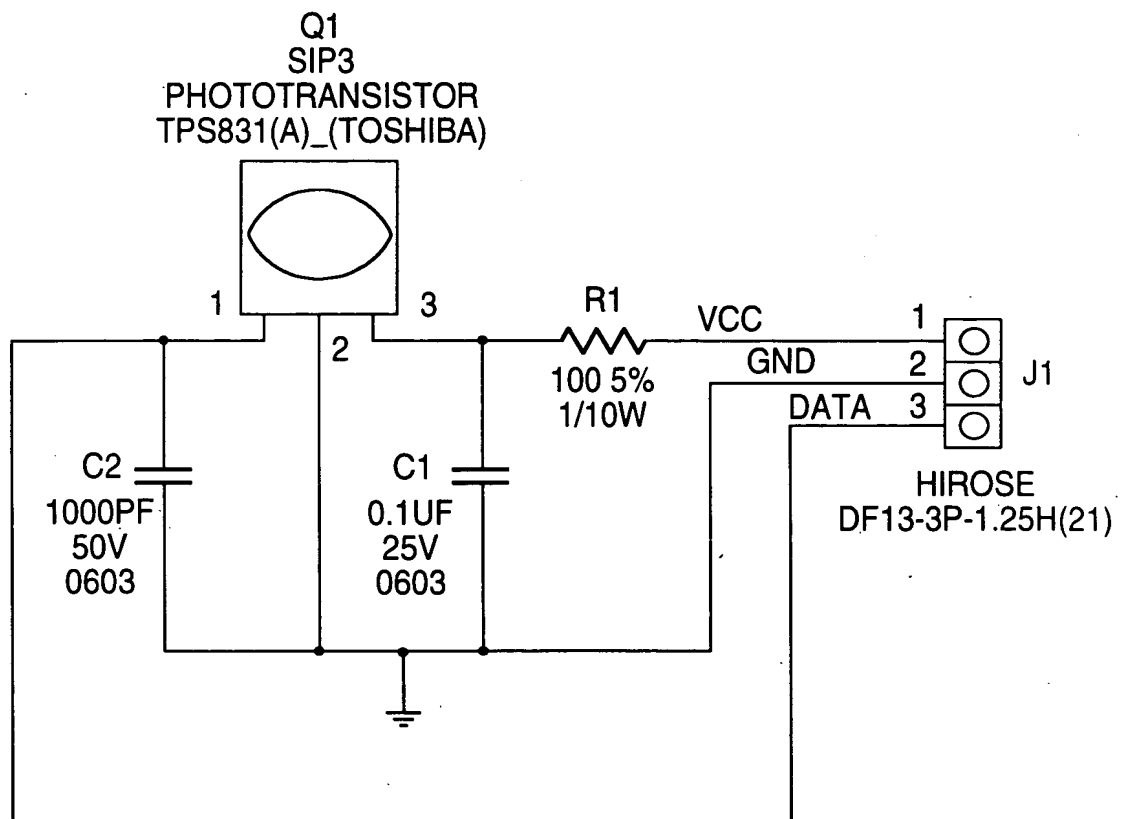 Q1
SIP3
PHOTOTRANSISTOR
TPS831(A)_(TOSHIBA)
1
2
3
R1
100 5%
1/10W
VCC
GND
DATA
1
2
3
J1
HIROSE
DF13-3P-1.25H(21)
C2
1000PF
50V
0603
C1
0.1UF
25V
0603